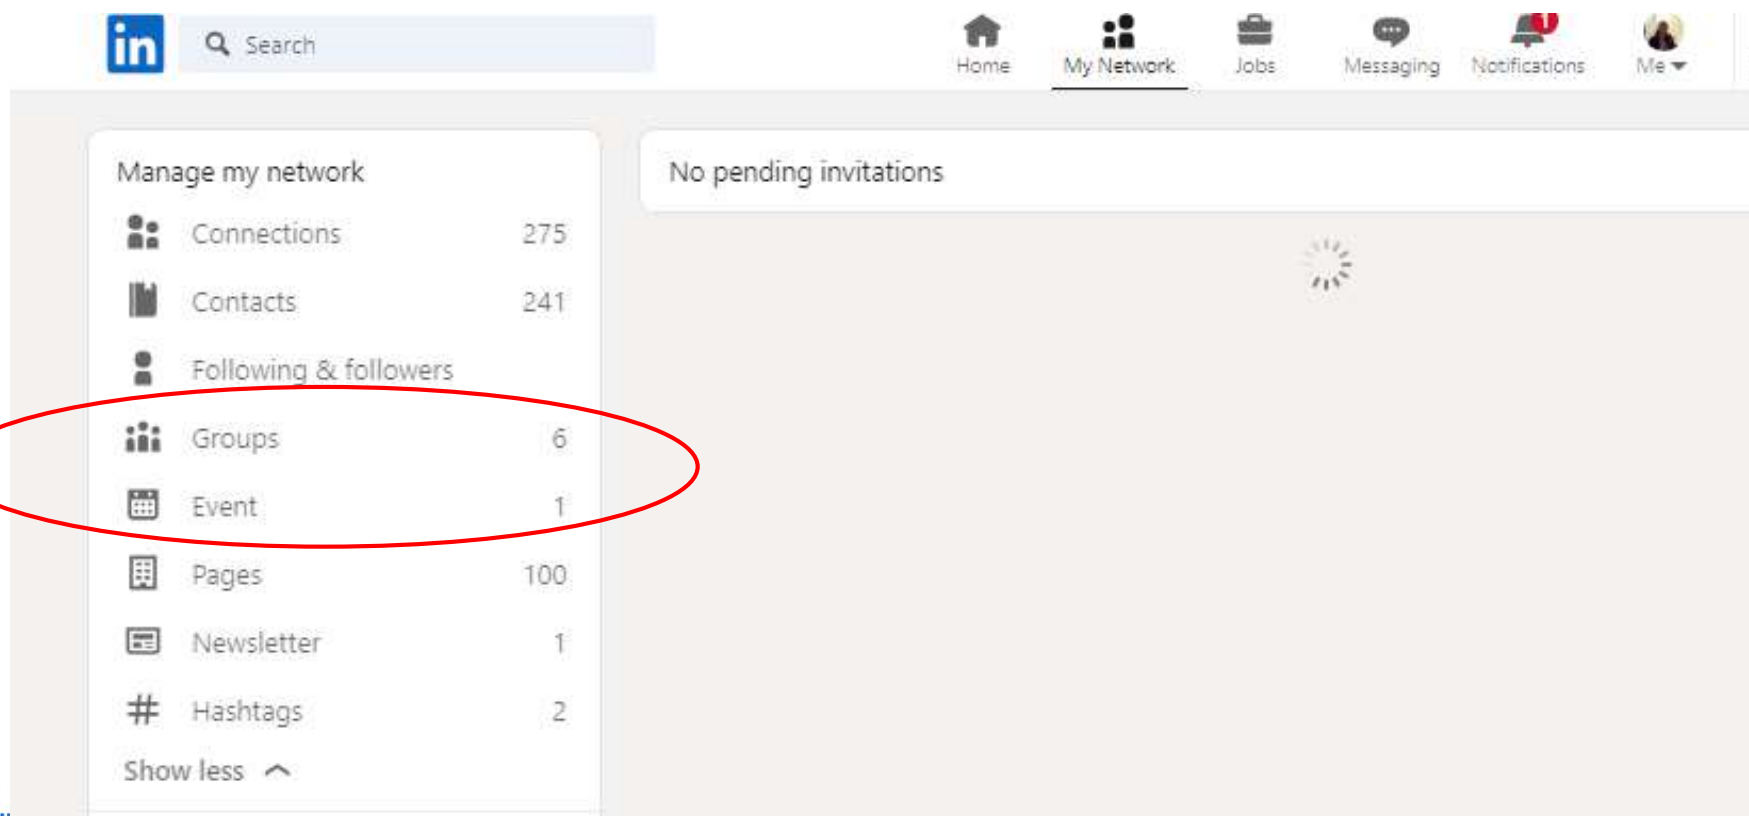 in Search
Home My Network Jobs Messaging 1 Notifications Me
Manage my network
Connections 275
Contacts 241
Following & followers
Groups 6
Event 1
Pages 100
Newsletter 1
# Hashtags 2
Show less
No pending invitations